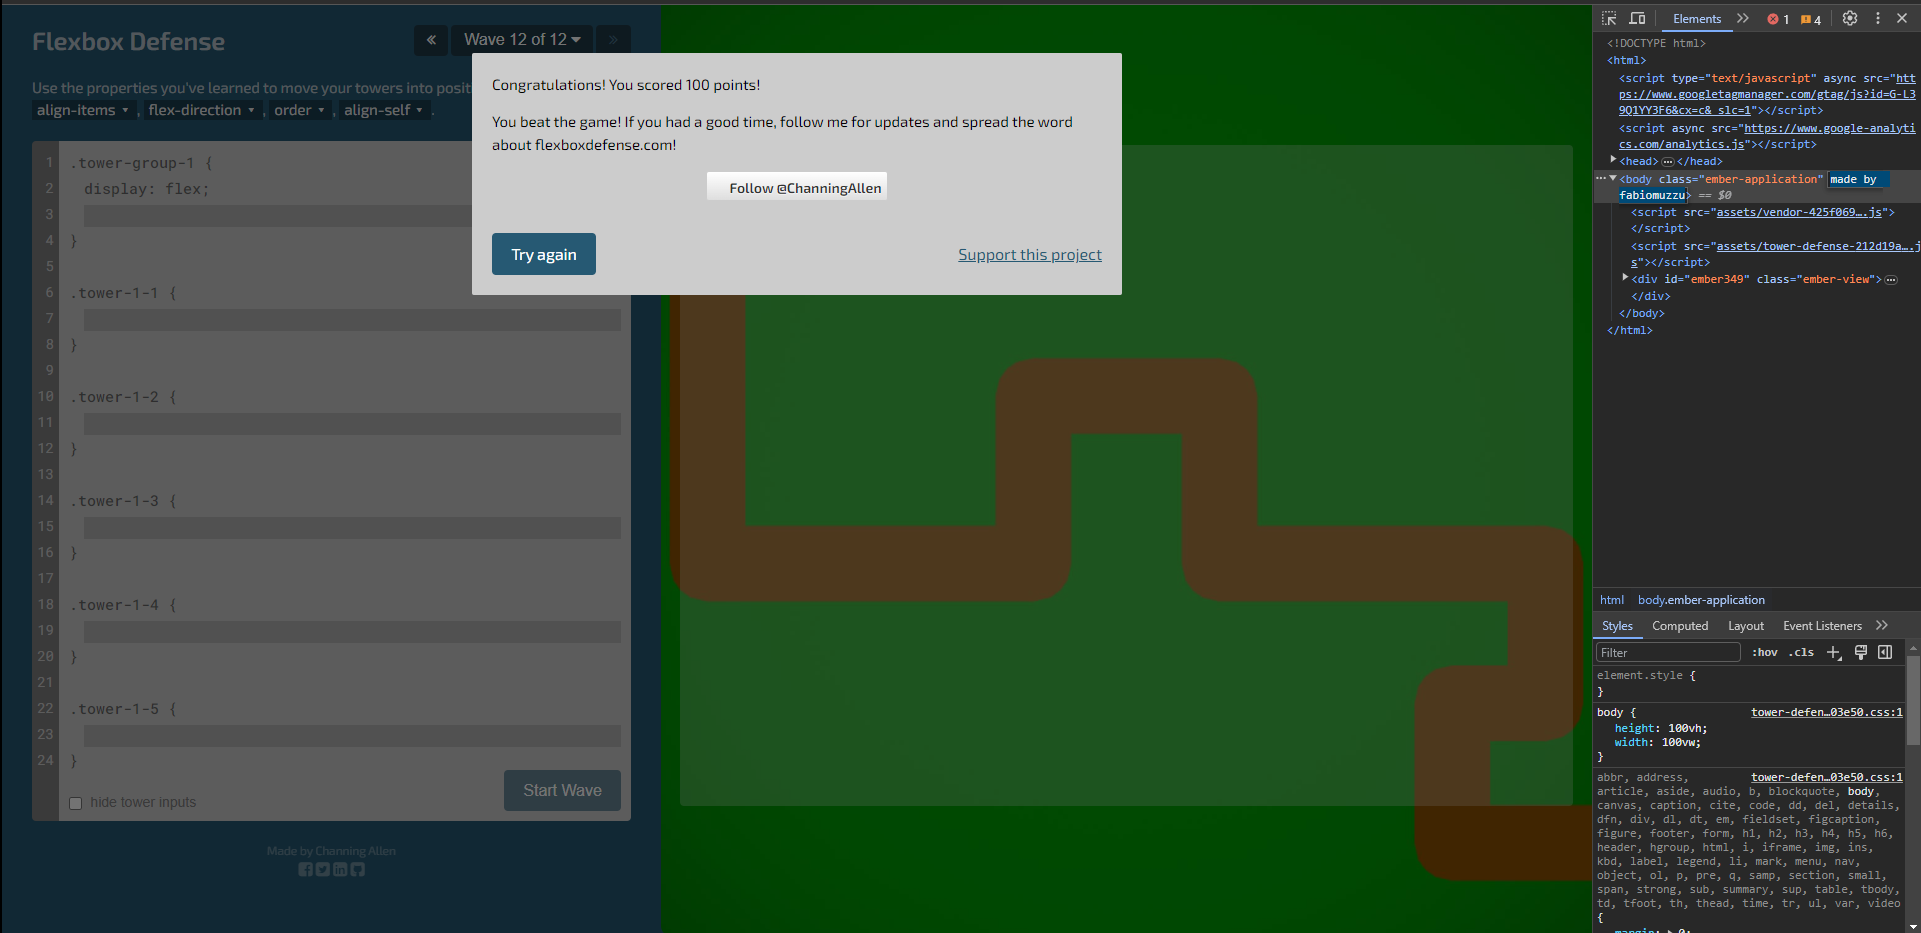 Flexbox Defense
«
Wave 12 of 12
»
Use the properties you've learned to move your towers into posit
align-items , flex-direction , order , align-self .
1 .tower-group-1 {
2 display: flex;
3
4 }
5
6 .tower-1-1 {
7
8 }
9
10 .tower-1-2 {
11
12 }
13
14 .tower-1-3 {
15
16 }
17
18 .tower-1-4 {
19
20 }
21
22 .tower-1-5 {
23
24 }
hide tower inputs
Start Wave
Made by Channing Allen
Congratulations! You scored 100 points!
You beat the game! If you had a good time, follow me for updates and spread the word
about flexboxdefense.com!
Follow @ChanningAllen
Try again
Support this project
Elements
1
4
<!DOCTYPE html>
<html>
<script type="text/javascript" async src="htt
ps://www.googletagmanager.com/gtag/js?id=G-L3
9Q1YY3F6&cx=c&_slc=1"></script>
<script async src="https://www.google-analyti
cs.com/analytics.js"></script>
<head>…</head>
…<body class="ember-application" made by
fabiomuzzu> == $0
<script src="assets/vendor-425f069….js">
</script>
<script src="assets/tower-defense-212d19a….j
s"></script>
<div id="ember349" class="ember-view">…
</div>
</body>
</html>
html body.ember-application
Styles Computed Layout Event Listeners
Filter
:hov .cls
element.style {
}
body { tower-defen…03e50.css:1
height: 100vh;
width: 100vw;
}
abbr, address, tower-defen…03e50.css:1
article, aside, audio, b, blockquote, body,
canvas, caption, cite, code, dd, del, details,
dfn, div, dl, dt, em, fieldset, figcaption,
figure, footer, form, h1, h2, h3, h4, h5, h6,
header, hgroup, html, i, iframe, img, ins,
kbd, label, legend, li, mark, menu, nav,
object, ol, p, pre, q, samp, section, small,
span, strong, sub, summary, sup, table, tbody,
td, tfoot, th, thead, time, tr, ul, var, video
{
margin: 0;